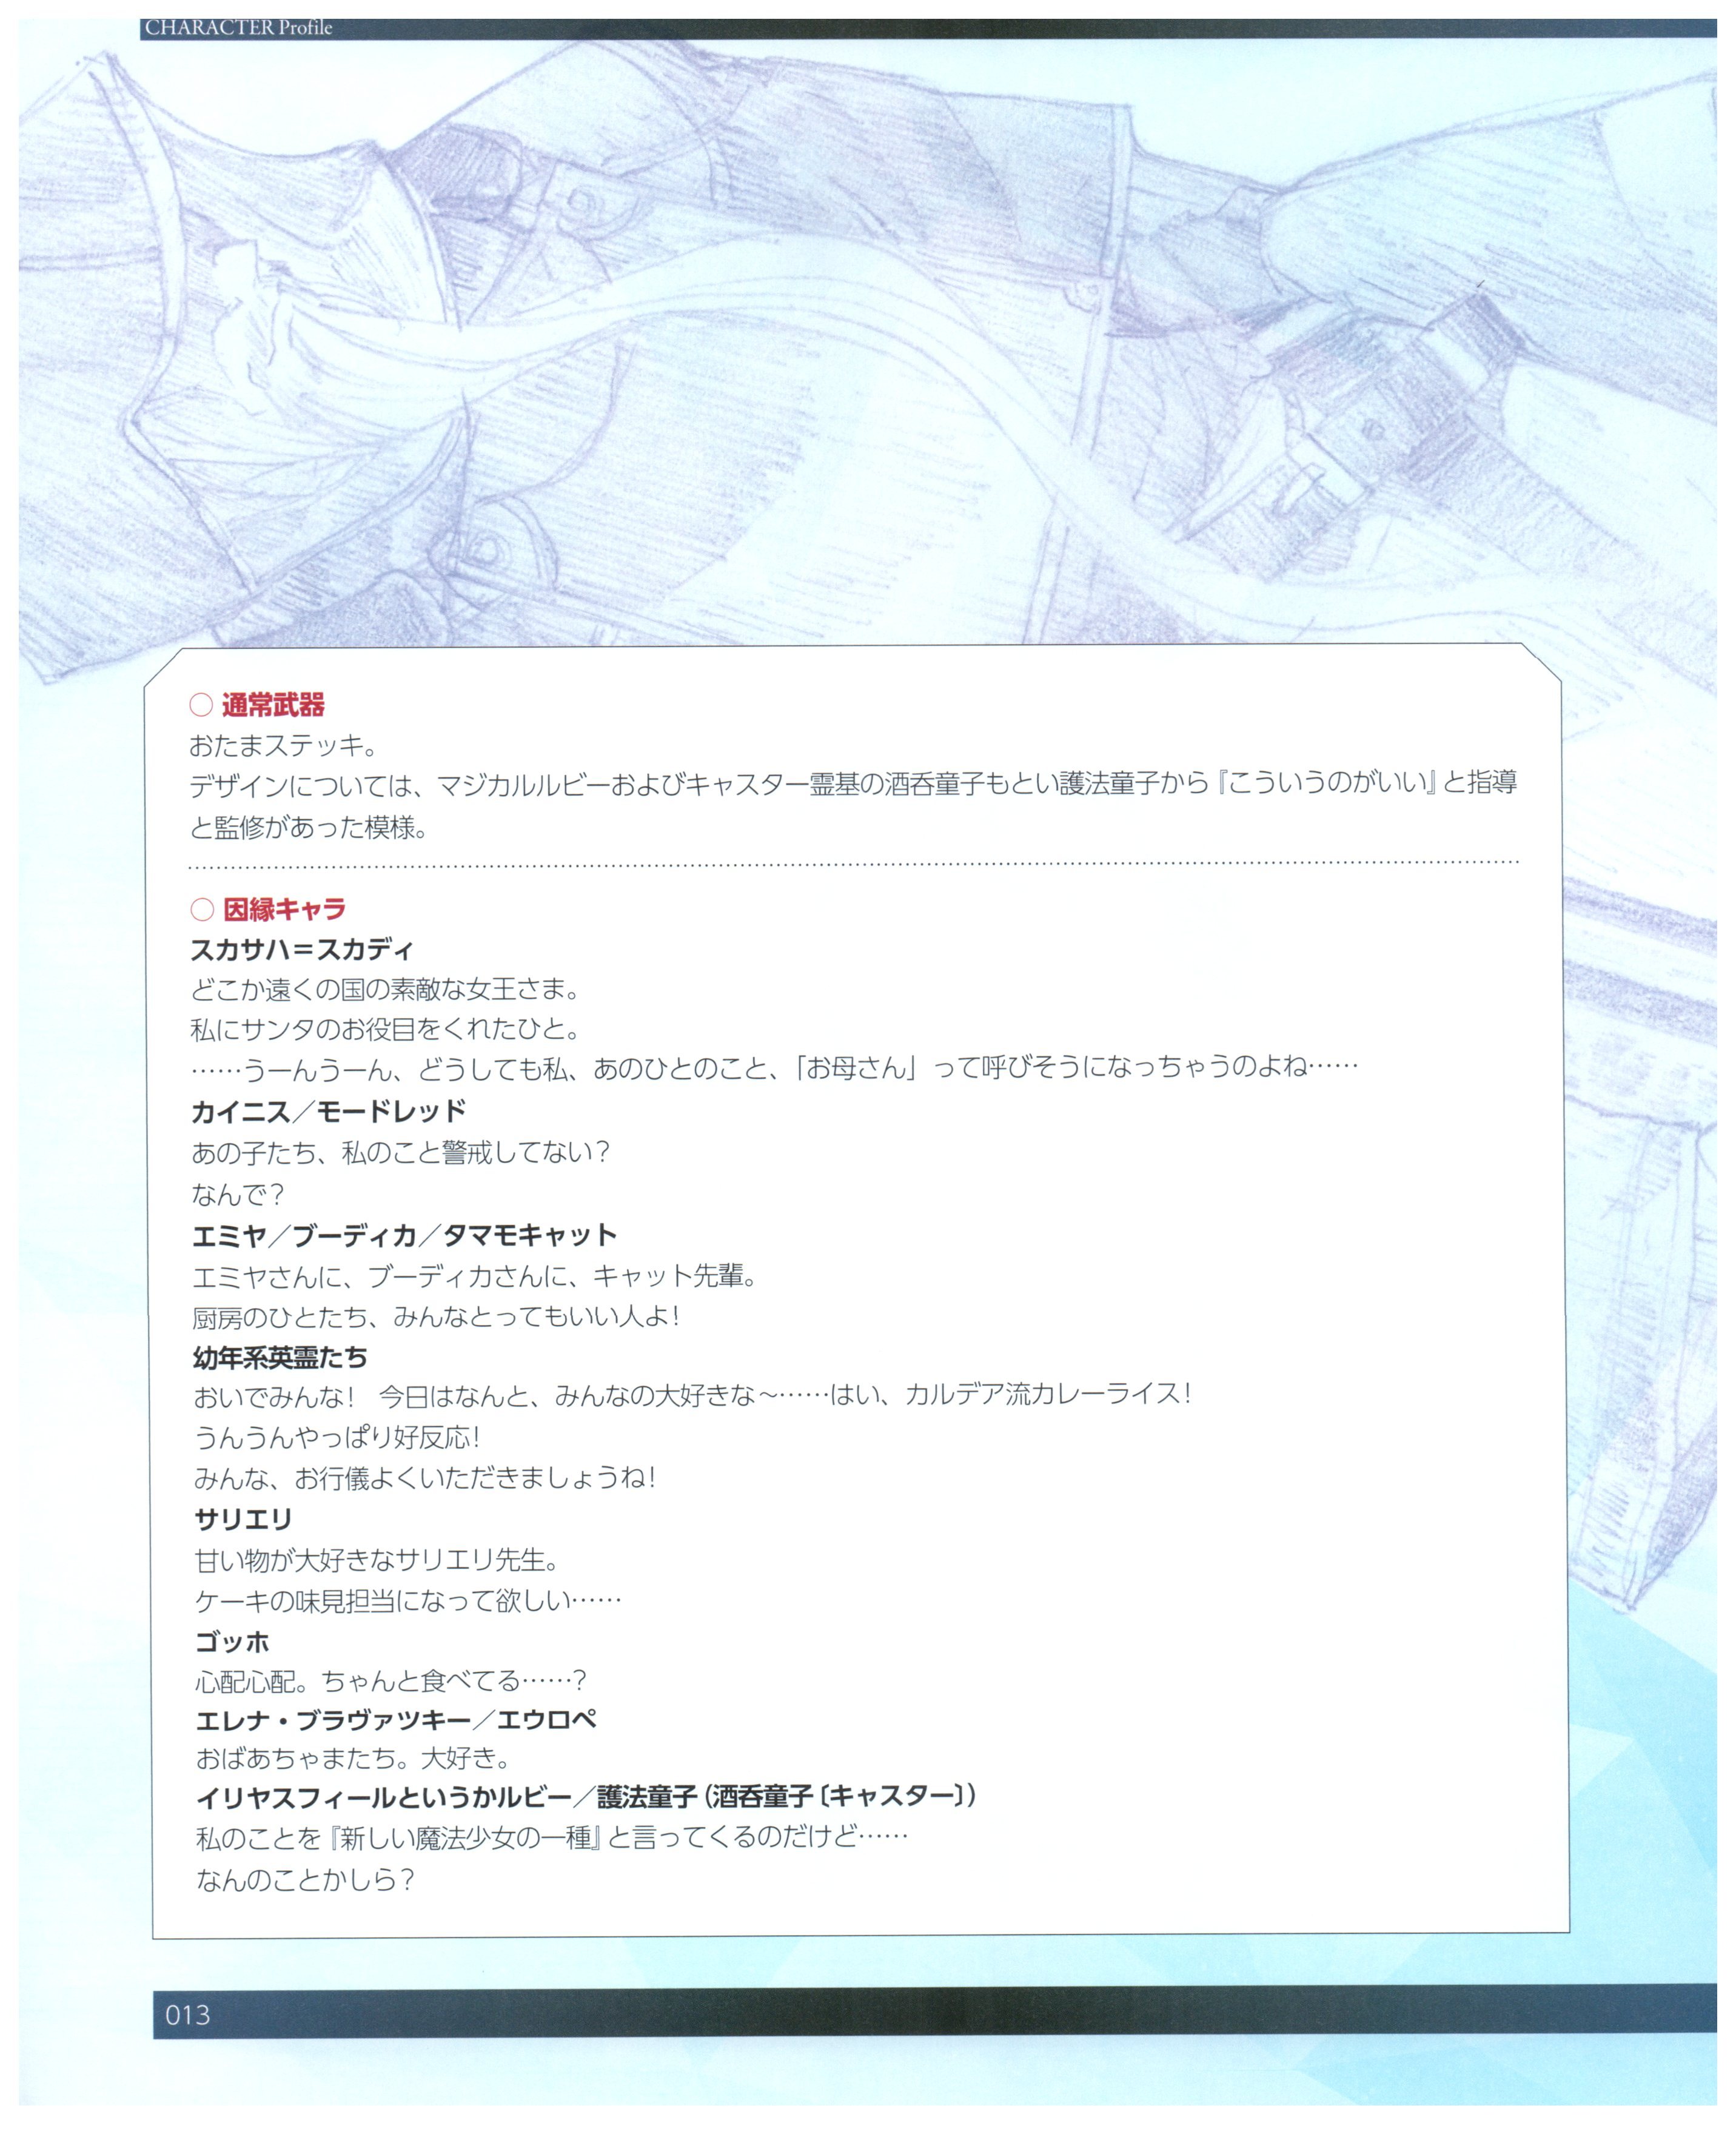 CHARACTER Profile
○ 通常武器
おたまステッキ。
デザインについては、マジカルルビーおよびキャスター霊基の酒呑童子もとい護法童子から『こういうのがいい』と指導
と監修があった模様。
○ 因縁キャラ
スカサハ＝スカディ
どこか遠くの国の素敵な女王さま。
私にサンタのお役目をくれたひと。
……うーんうーん、どうしても私、あのひとのこと、「お母さん」って呼びそうになっちゃうのよね……
カイニス／モードレッド
あの子たち、私のこと警戒してない？
なんで？
エミヤ／ブーディカ／タマモキャット
エミヤさんに、ブーディカさんに、キャット先輩。
厨房のひとたち、みんなとってもいい人よ！
幼年系英霊たち
おいでみんな！　今日はなんと、みんなの大好きな～……はい、カルデア流カレーライス！
うんうんやっぱり好反応！
みんな、お行儀よくいただきましょうね！
サリエリ
甘い物が大好きなサリエリ先生。
ケーキの味見担当になって欲しい……
ゴッホ
心配心配。ちゃんと食べてる……？
エレナ・ブラヴァツキー／エウロペ
おばあちゃまたち。大好き。
イリヤスフィールというかルビー／護法童子（酒呑童子〔キャスター〕）
私のことを『新しい魔法少女の一種』と言ってくるのだけど……
なんのことかしら？
013